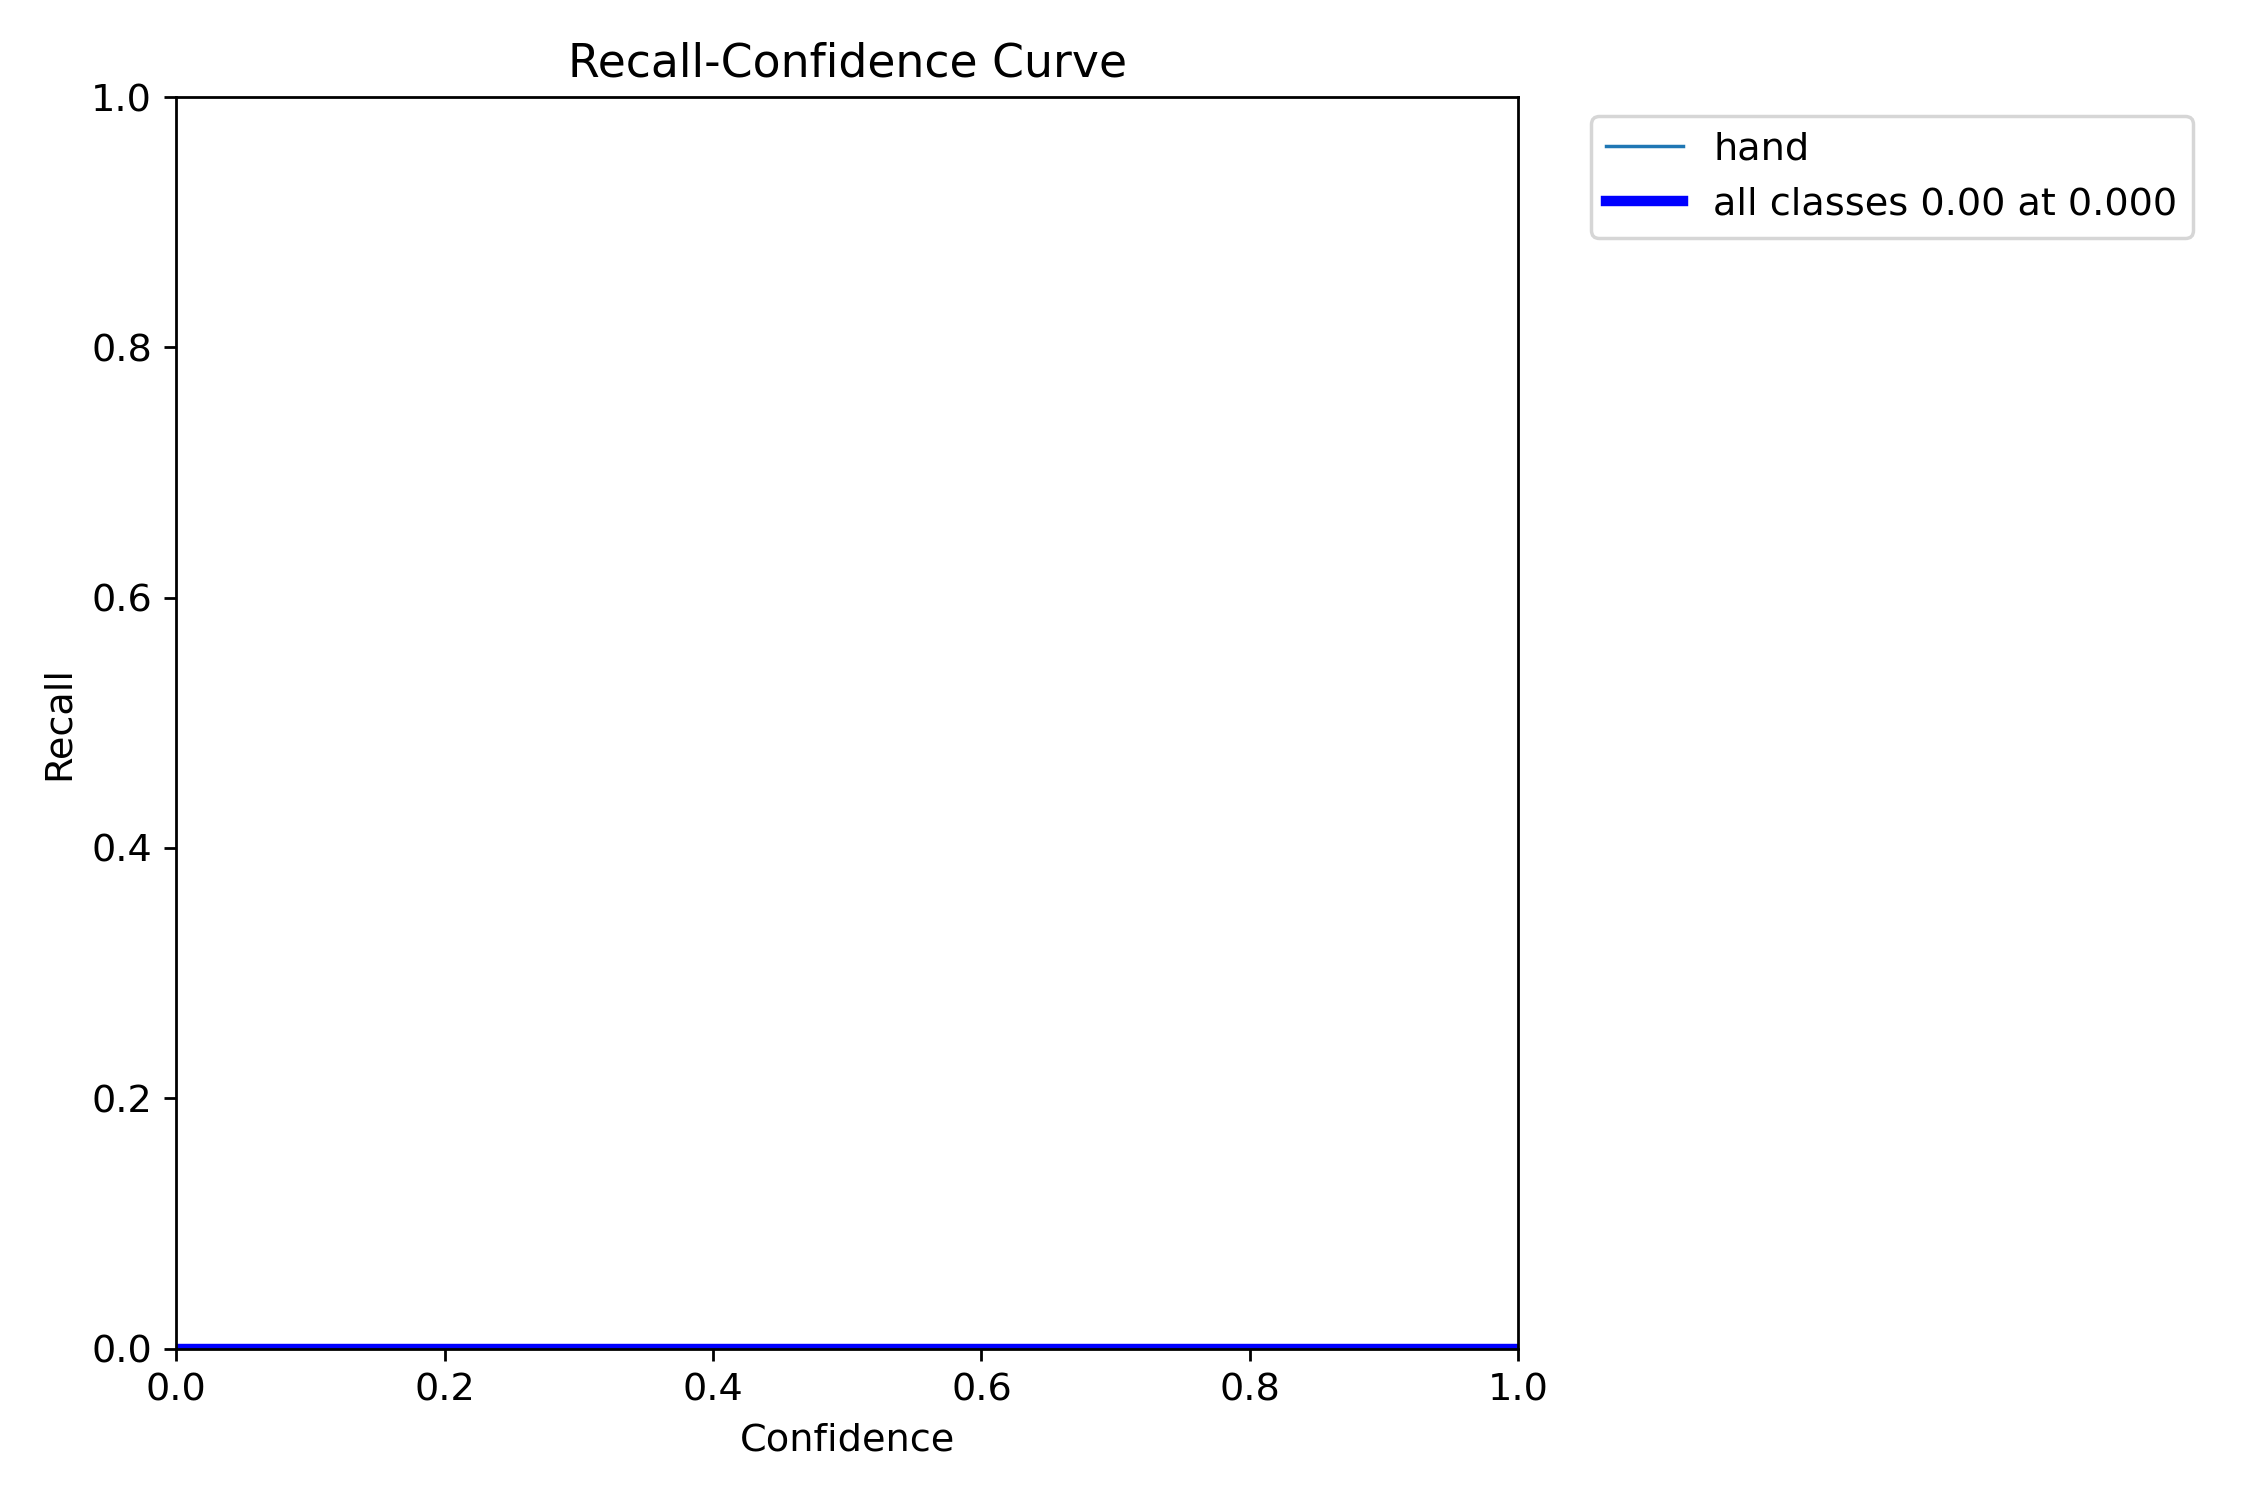 Recall-Confidence Curve
1.0
0.8
0.6
0.4
0.2
0.0
Recall
0.0 0.2 0.4 0.6 0.8 1.0
Confidence
hand
all classes 0.00 at 0.000